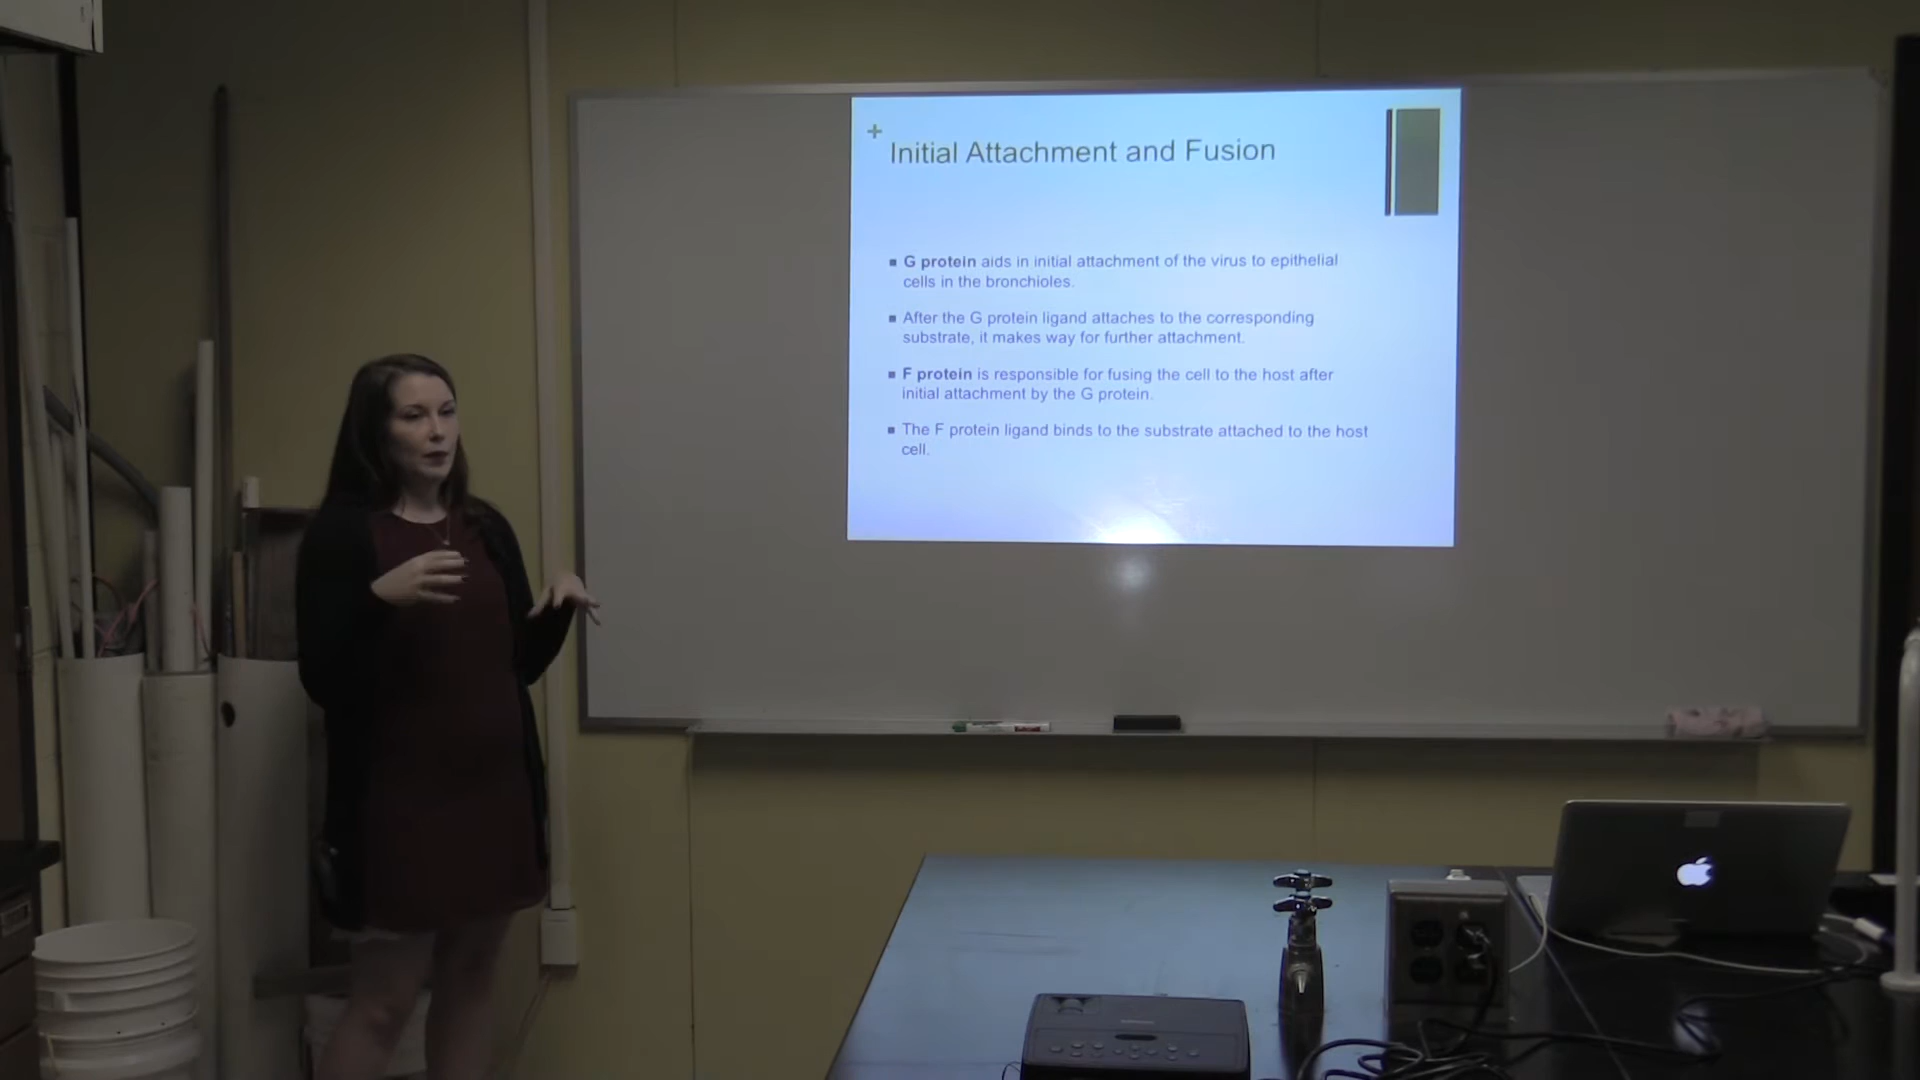 +
Initial Attachment and Fusion
▪ G protein aids in initial attachment of the virus to epithelial
cells in the bronchioles.
▪ After the G protein ligand attaches to the corresponding
substrate, it makes way for further attachment.
▪ F protein is responsible for fusing the cell to the host after
initial attachment by the G protein.
▪ The F protein ligand binds to the substrate attached to the host
cell.